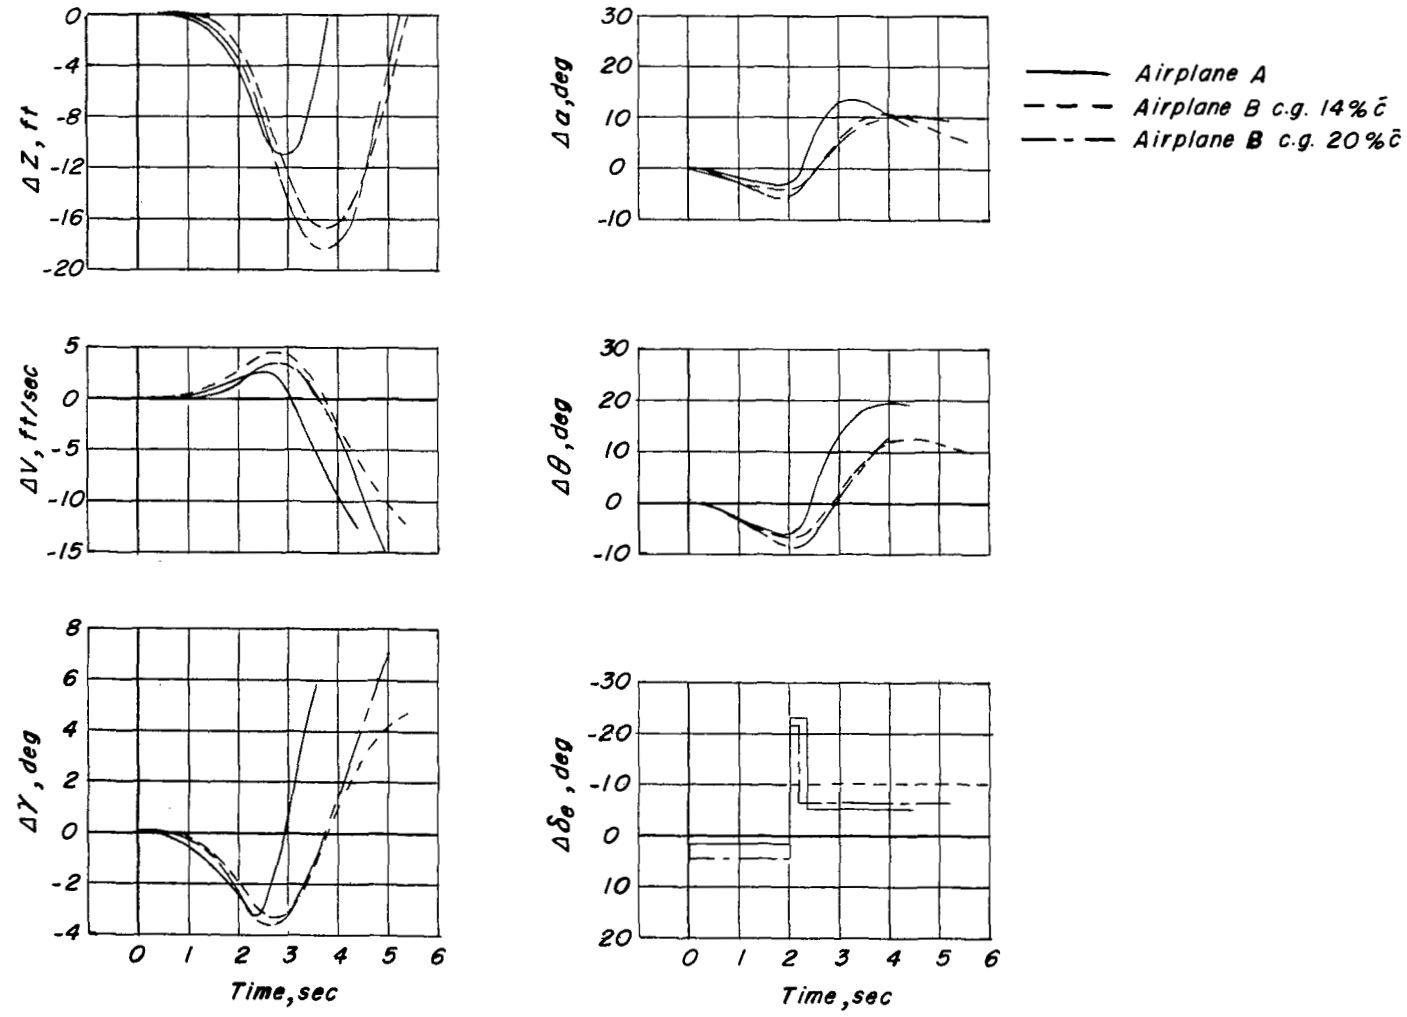 0
-4
-8
-12
-16
-20
ΔZ, ft
5
0
-5
-10
-15
ΔV, ft/sec
8
6
4
2
0
-2
-4
Δγ, deg
0 1 2 3 4 5 6
Time, sec
30
20
10
0
-10
Δa, deg
30
20
10
0
-10
Δθ, deg
-30
-20
-10
0
10
20
Δδe, deg
0 1 2 3 4 5 6
Time, sec
Airplane A
Airplane B c.g. 14% c̄
Airplane B c.g. 20% c̄